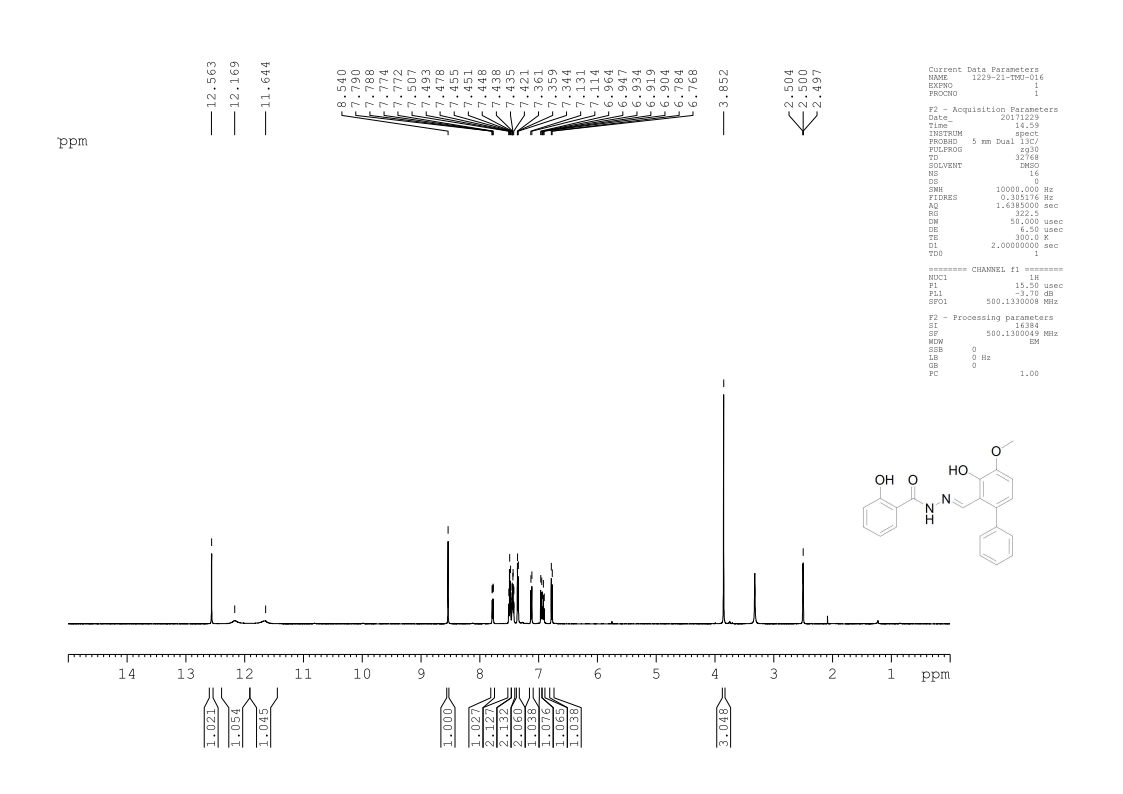 12.563
12.169
11.644
8.540
7.790
7.788
7.774
7.772
7.507
7.493
7.478
7.455
7.451
7.448
7.438
7.435
7.421
7.361
7.359
7.344
7.131
7.114
6.964
6.947
6.934
6.919
6.904
6.784
6.768
3.852
2.504
2.500
2.497
ppm
Current Data Parameters
NAME 1229-21-TMU-016
EXPNO 1
PROCNO 1
F2 - Acquisition Parameters
Date_ 20171229
Time 14.59
INSTRUM spect
PROBHD 5 mm Dual 13C/
PULPROG zg30
TD 32768
SOLVENT DMSO
NS 16
DS 0
SWH 10000.000 Hz
FIDRES 0.305176 Hz
AQ 1.6385000 sec
RG 322.5
DW 50.000 usec
DE 6.50 usec
TE 300.0 K
D1 2.00000000 sec
TD0 1
======== CHANNEL f1 ========
NUC1 1H
P1 15.50 usec
PL1 -3.70 dB
SFO1 500.1330008 MHz
F2 - Processing parameters
SI 16384
SF 500.1300049 MHz
WDW EM
SSB 0
LB 0 Hz
GB 0
PC 1.00
O
HO
OH O
N
N
H
14 13 12 11 10 9 8 7 6 5 4 3 2 1 ppm
1.021
1.054
1.045
1.000
1.027
2.127
2.132
2.060
1.038
1.076
1.065
1.038
3.048